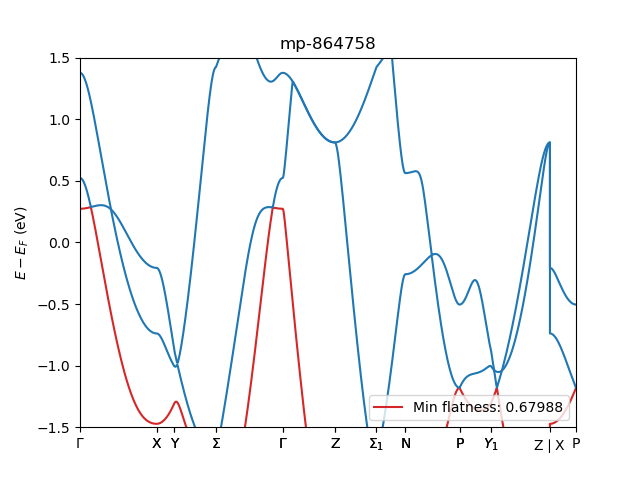 mp-864758
E − E_F (eV)
1.5
1.0
0.5
0.0
−0.5
−1.0
−1.5
Min flatness: 0.67988
Γ X Y Σ Γ Z Σ₁ N P Y₁ Z | X P